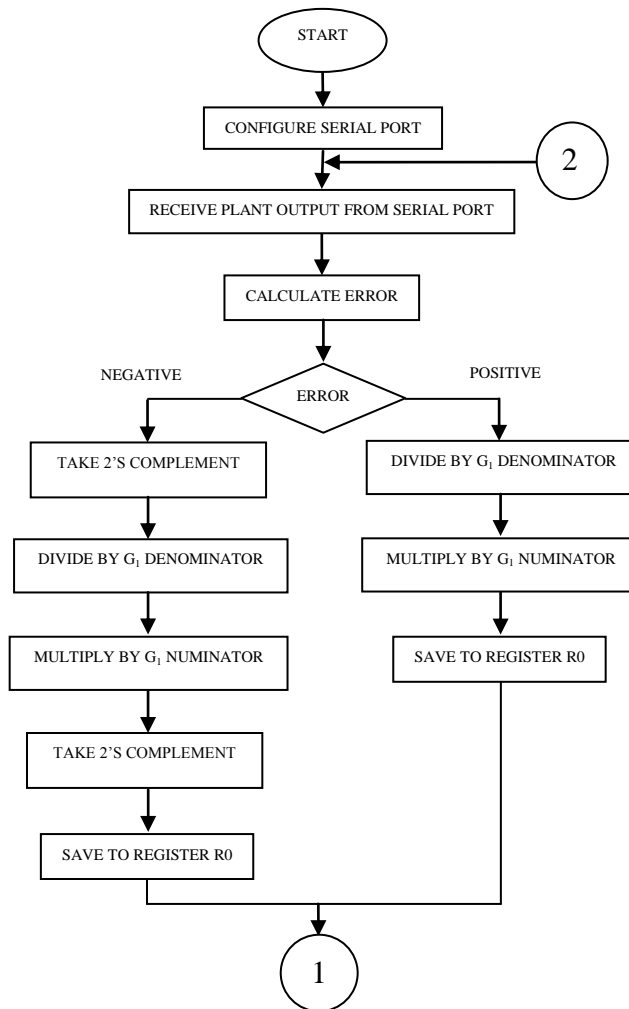 START
CONFIGURE SERIAL PORT
2
RECEIVE PLANT OUTPUT FROM SERIAL PORT
CALCULATE ERROR
NEGATIVE
POSITIVE
ERROR
TAKE 2'S COMPLEMENT
DIVIDE BY G₁ DENOMINATOR
MULTIPLY BY G₁ NUMINATOR
TAKE 2'S COMPLEMENT
SAVE TO REGISTER R0
DIVIDE BY G₁ DENOMINATOR
MULTIPLY BY G₁ NUMINATOR
SAVE TO REGISTER R0
1